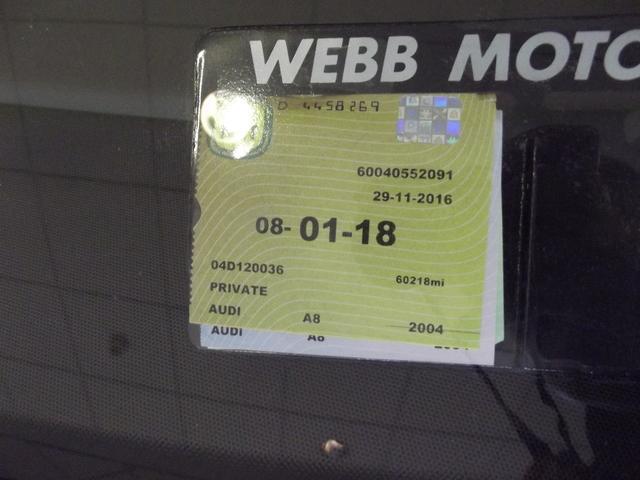 WEBB MOTO
D 4458269
60040552091
29-11-2016
08-01-18
04D120036
60218mi
PRIVATE
AUDI A8 2004
AUDI A8